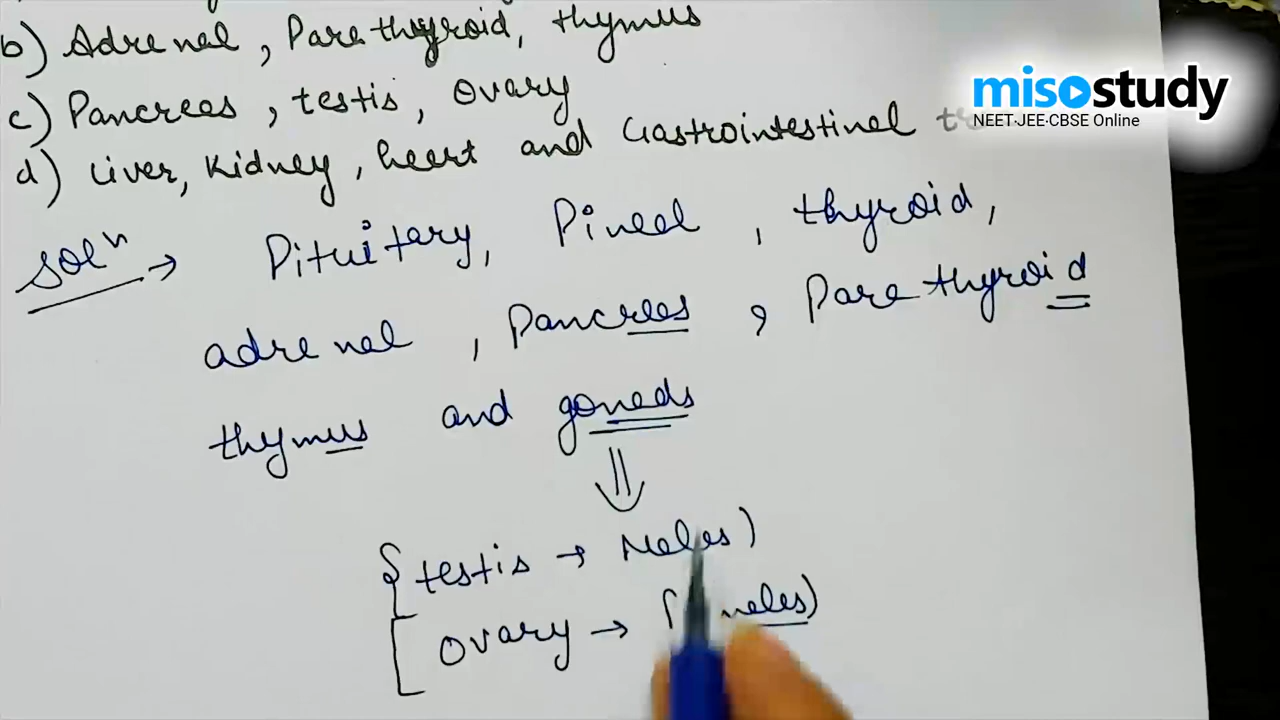 b) Adrenal, Parathyroid, thymus
c) Pancreas, testis, Ovary
d) Liver, Kidney, heart and Gastrointestinal
misostudy
NEET·JEE·CBSE Online
Solⁿ → Pituitary, Pineal, thyroid,
adrenal, Pancreas, Parathyroid
thymus and gonads
testis → Males)
Ovary →